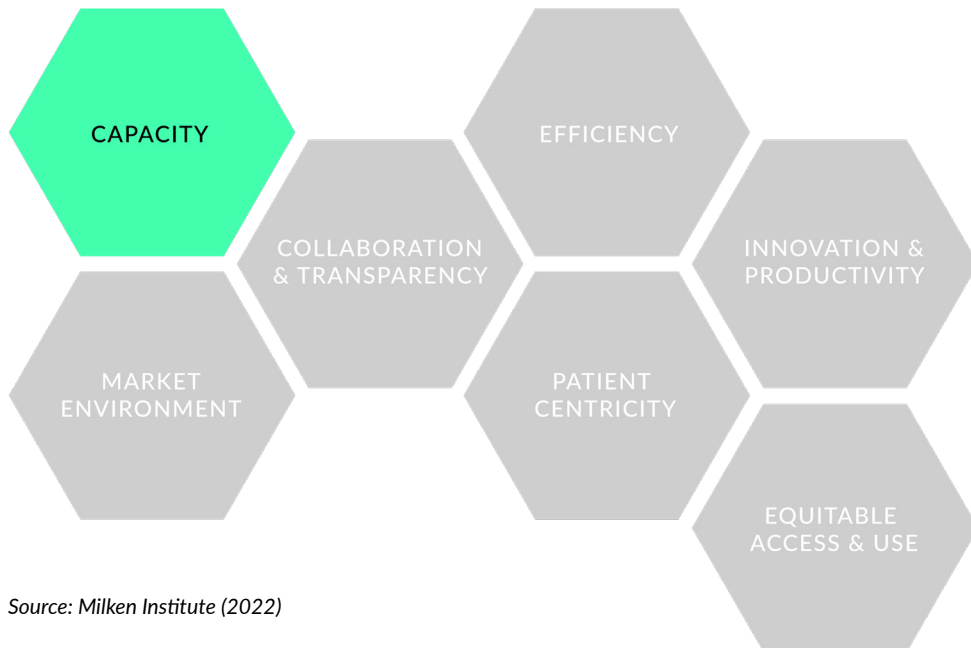 CAPACITY
EFFICIENCY
COLLABORATION
& TRANSPARENCY
INNOVATION &
PRODUCTIVITY
MARKET
ENVIRONMENT
PATIENT
CENTRICITY
EQUITABLE
ACCESS & USE
Source: Milken Institute (2022)